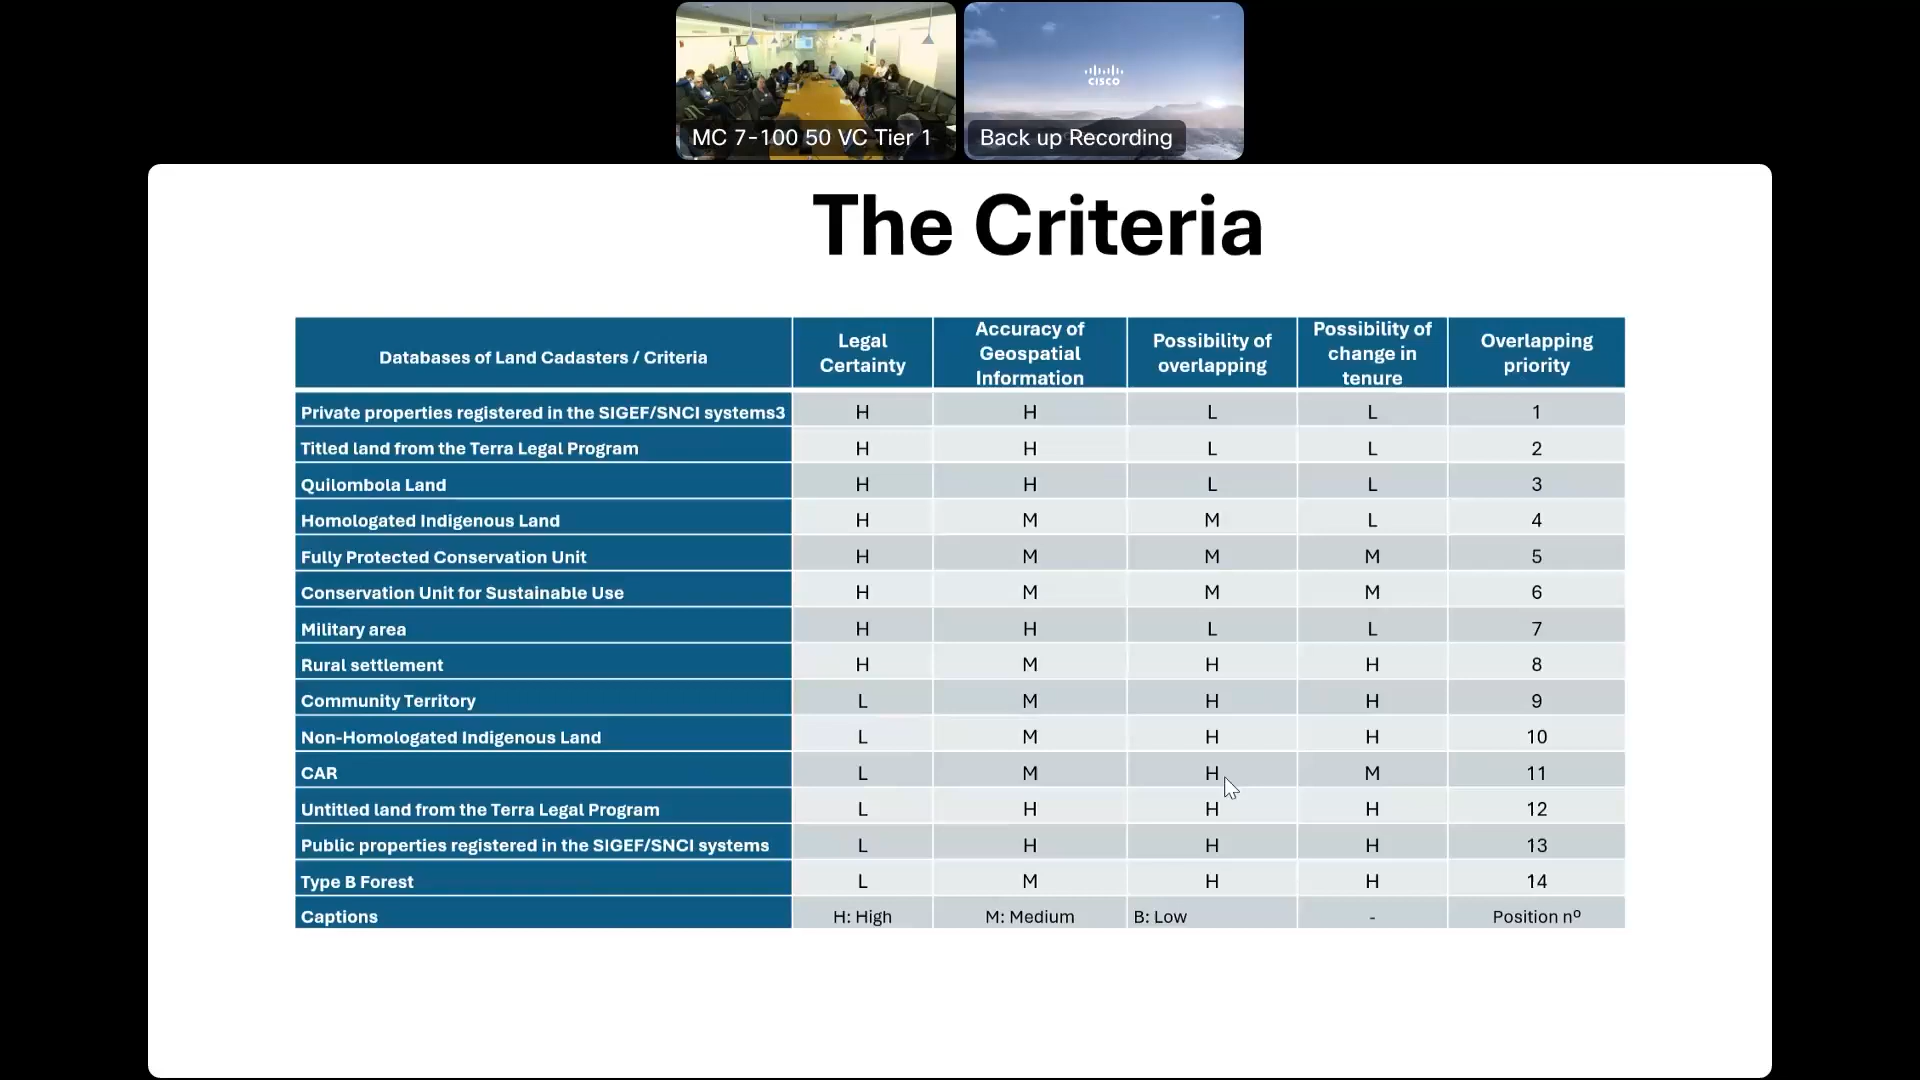 CISCO
MC 7-100 50 VC Tier 1
Back up Recording
The Criteria
Databases of Land Cadasters / Criteria | Legal Certainty | Accuracy of Geospatial Information | Possibility of overlapping | Possibility of change in tenure | Overlapping priority
Private properties registered in the SIGEF/SNCI systems3 | H | H | L | L | 1
Titled land from the Terra Legal Program | H | H | L | L | 2
Quilombola Land | H | H | L | L | 3
Homologated Indigenous Land | H | M | M | L | 4
Fully Protected Conservation Unit | H | M | M | M | 5
Conservation Unit for Sustainable Use | H | M | M | M | 6
Military area | H | H | L | L | 7
Rural settlement | H | M | H | H | 8
Community Territory | L | M | H | H | 9
Non-Homologated Indigenous Land | L | M | H | H | 10
CAR | L | M | H | M | 11
Untitled land from the Terra Legal Program | L | H | H | H | 12
Public properties registered in the SIGEF/SNCI systems | L | H | H | H | 13
Type B Forest | L | M | H | H | 14
Captions | H: High | M: Medium | B: Low | - | Position nº